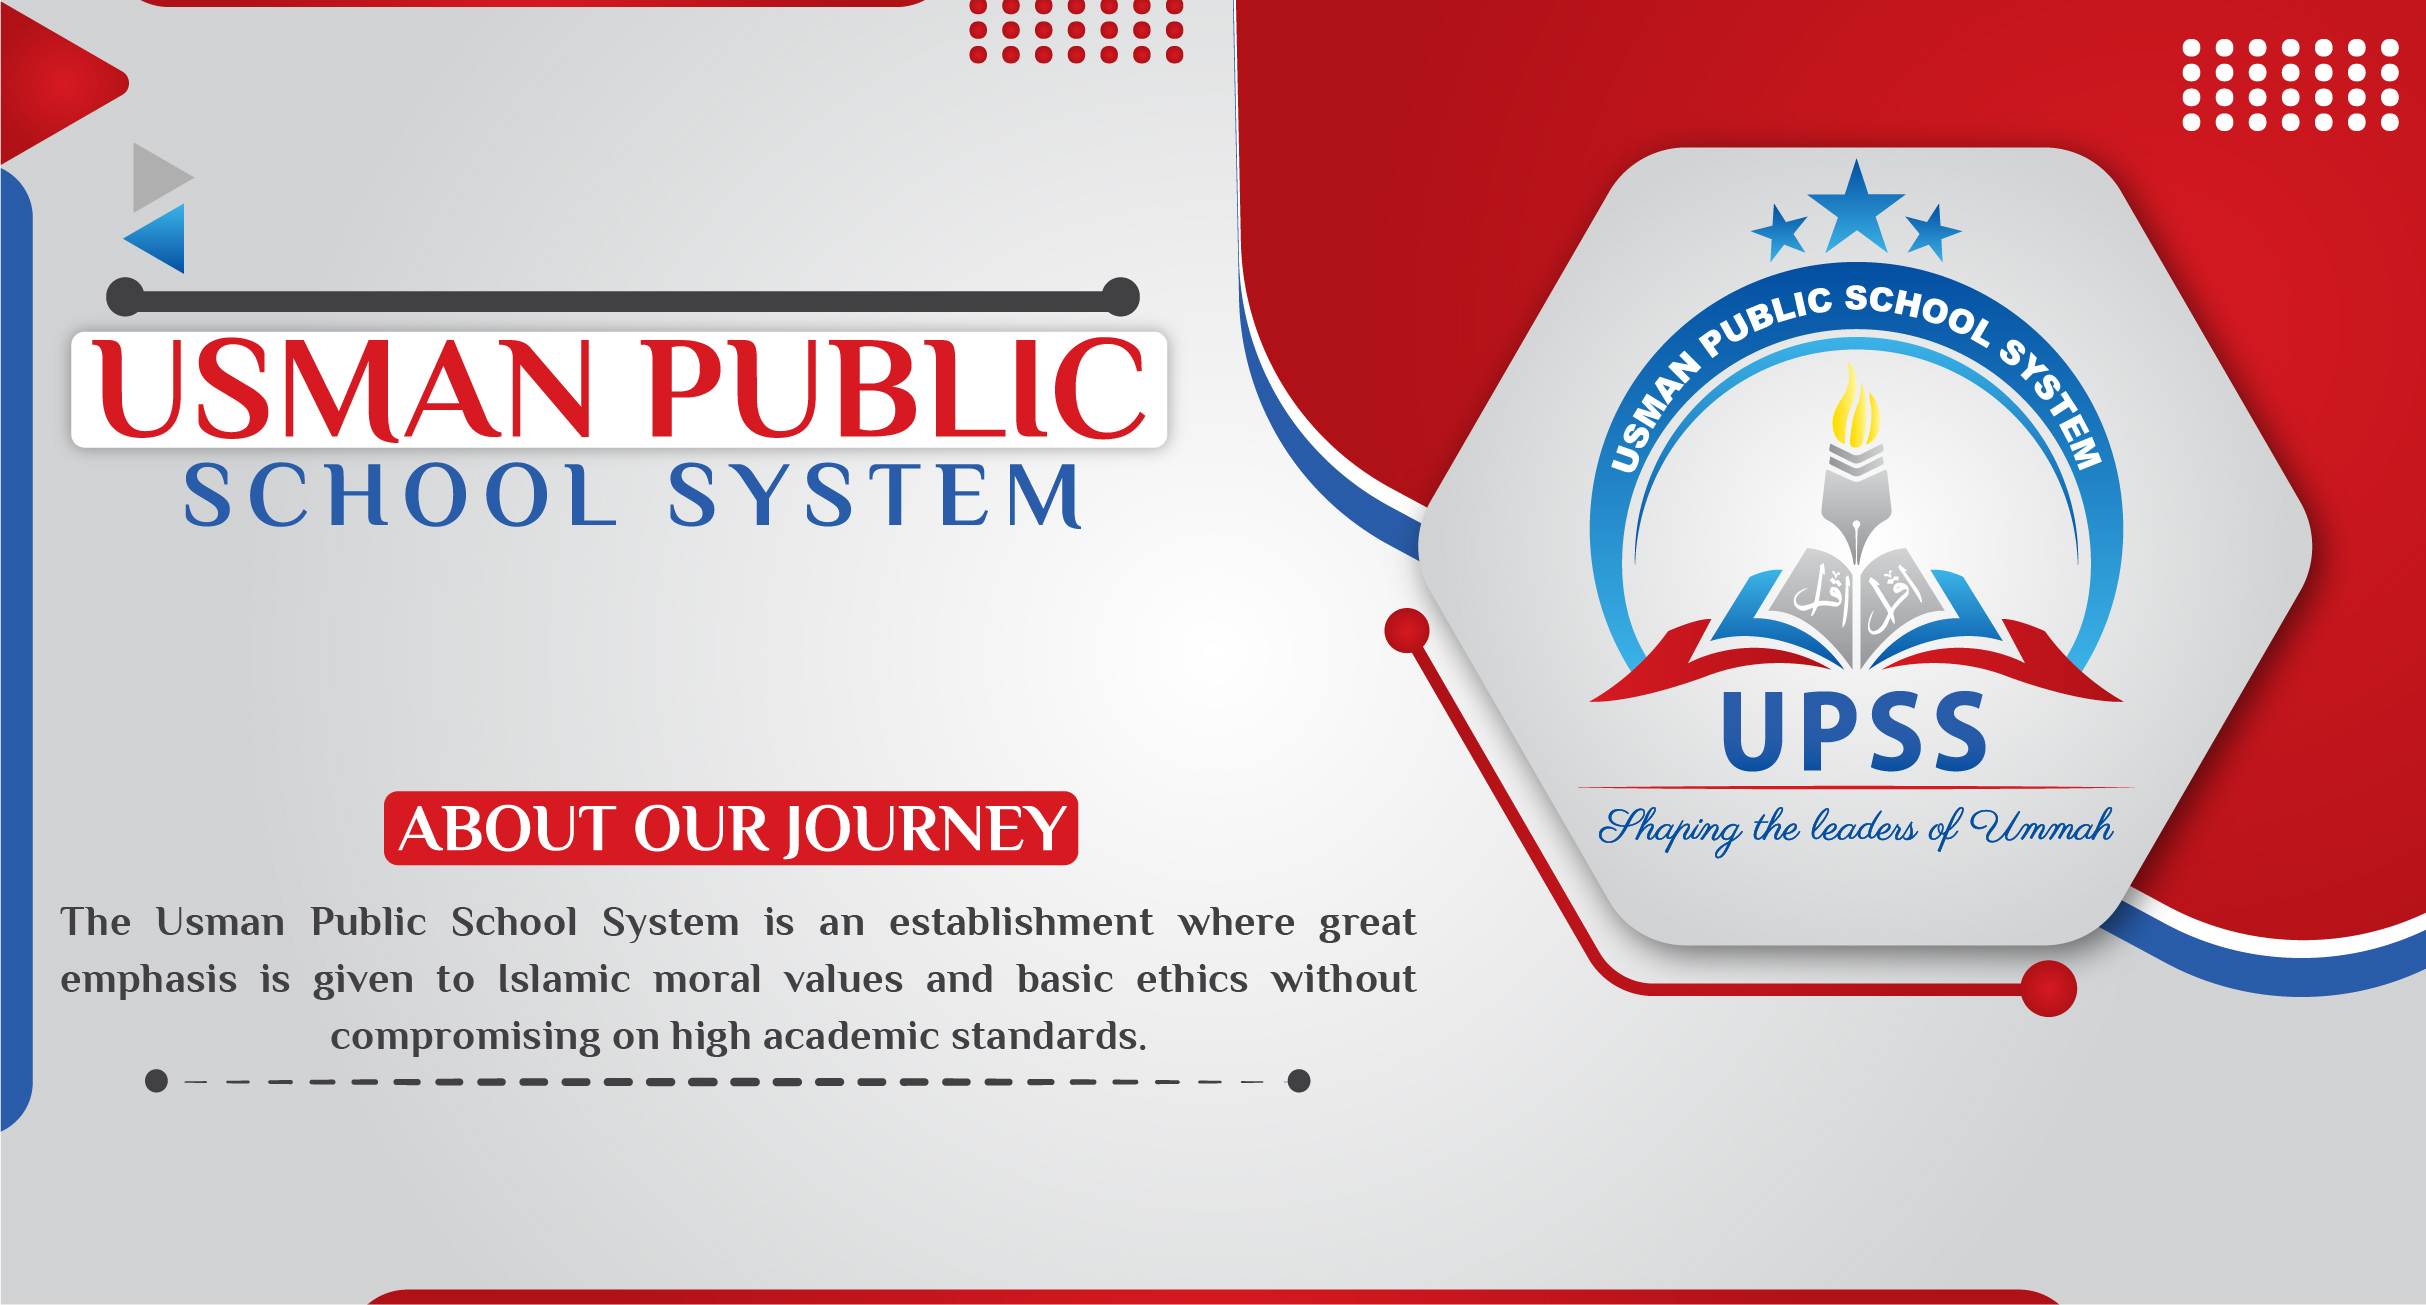 USMAN PUBLIC
SCHOOL SYSTEM
ABOUT OUR JOURNEY
The Usman Public School System is an establishment where great
emphasis is given to Islamic moral values and basic ethics without
compromising on high academic standards.
USMAN PUBLIC SCHOOL SYSTEM
اقرا اقرا
UPSS
Shaping the leaders of Ummah